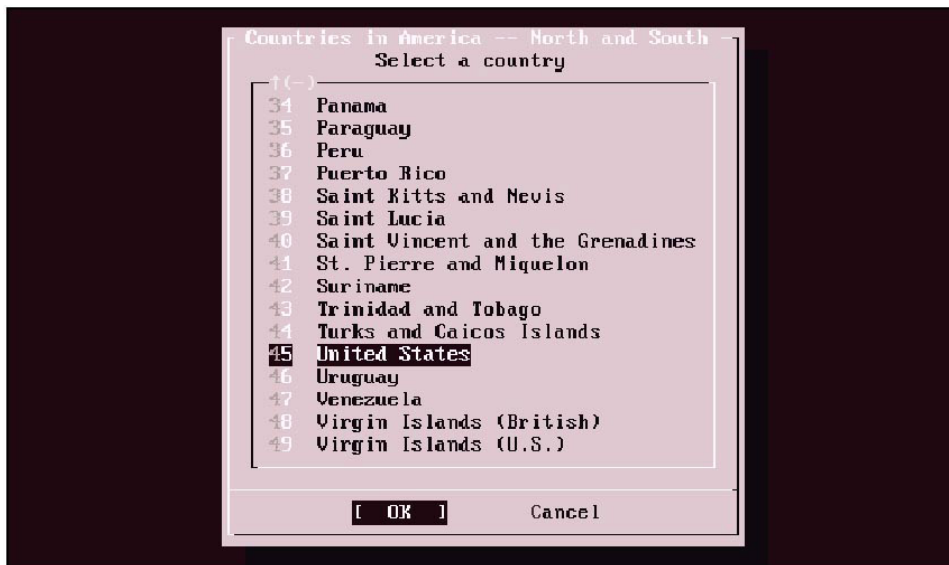 Countries in America -- North and South
Select a country
↑(-)
34 Panama
35 Paraguay
36 Peru
37 Puerto Rico
38 Saint Kitts and Nevis
39 Saint Lucia
40 Saint Vincent and the Grenadines
41 St. Pierre and Miquelon
42 Suriname
43 Trinidad and Tobago
44 Turks and Caicos Islands
45 United States
46 Uruguay
47 Venezuela
48 Virgin Islands (British)
49 Virgin Islands (U.S.)
[ OK ] Cancel